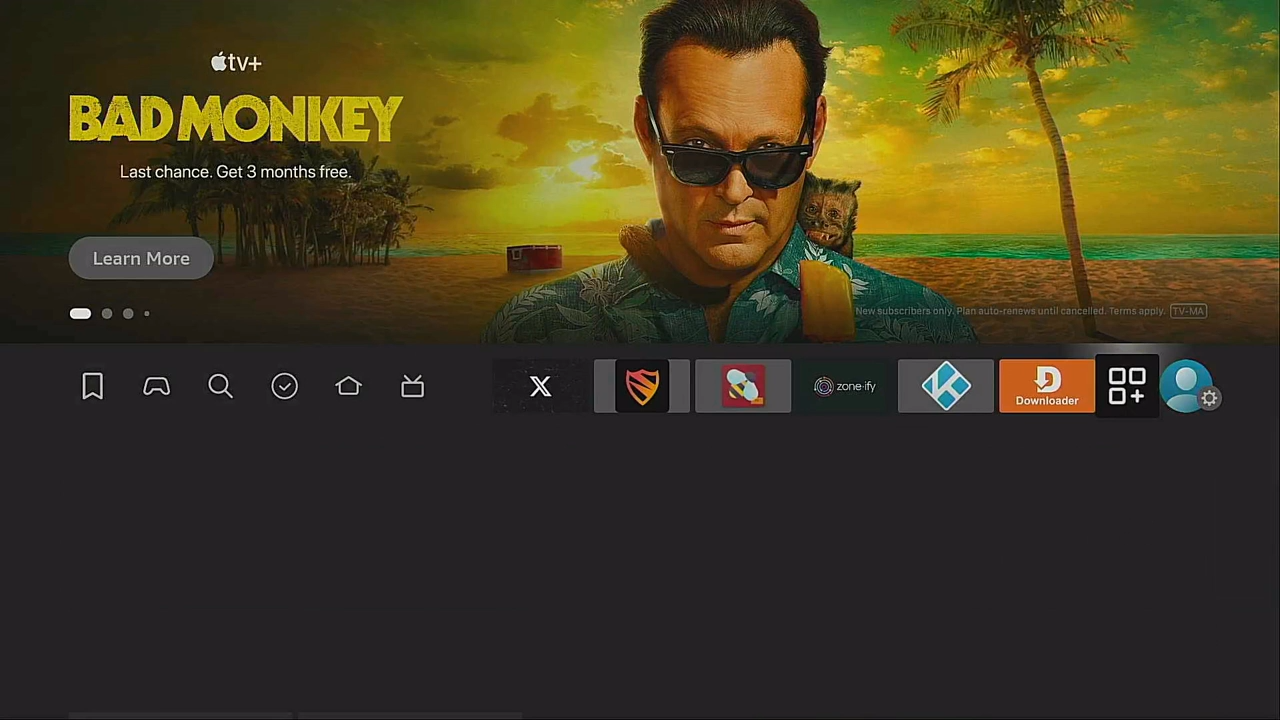 tv+
BAD MONKEY
Last chance. Get 3 months free.
Learn More
New subscribers only. Plan auto-renews until cancelled. Terms apply. TV-MA
X
zone·ify
K
D
Downloader